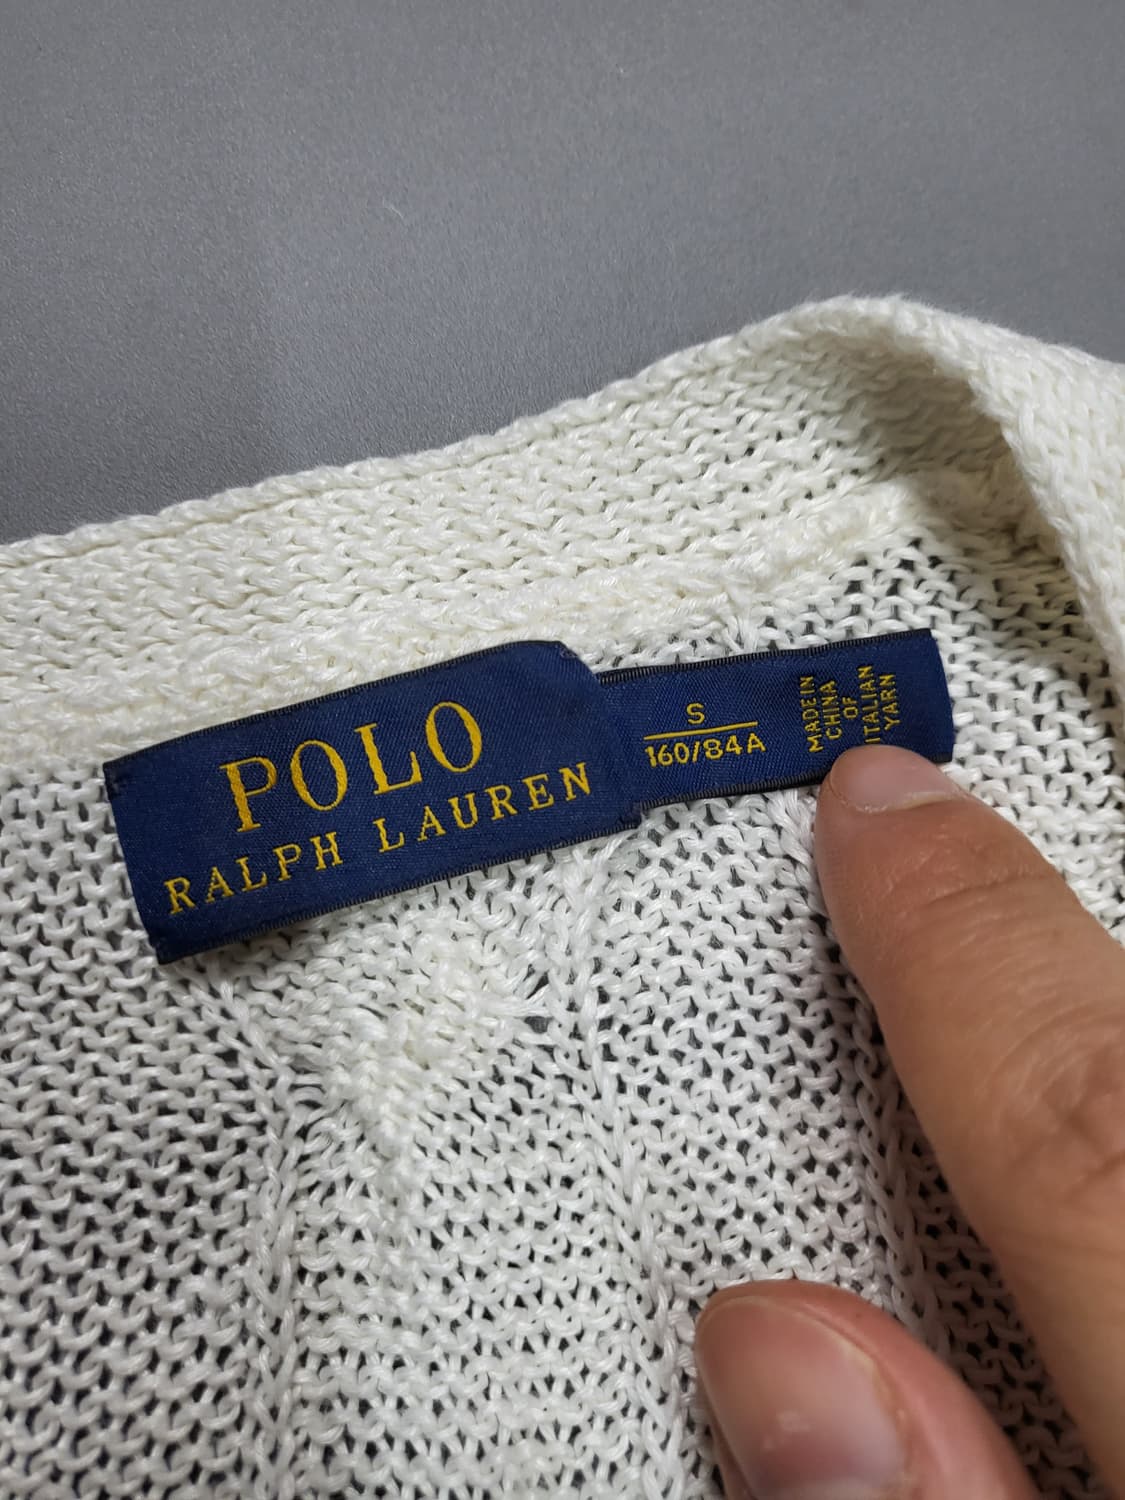 POLO
RALPH LAUREN
S
160/84A
MADE IN
CHINA
OF
ITALIAN
YARN